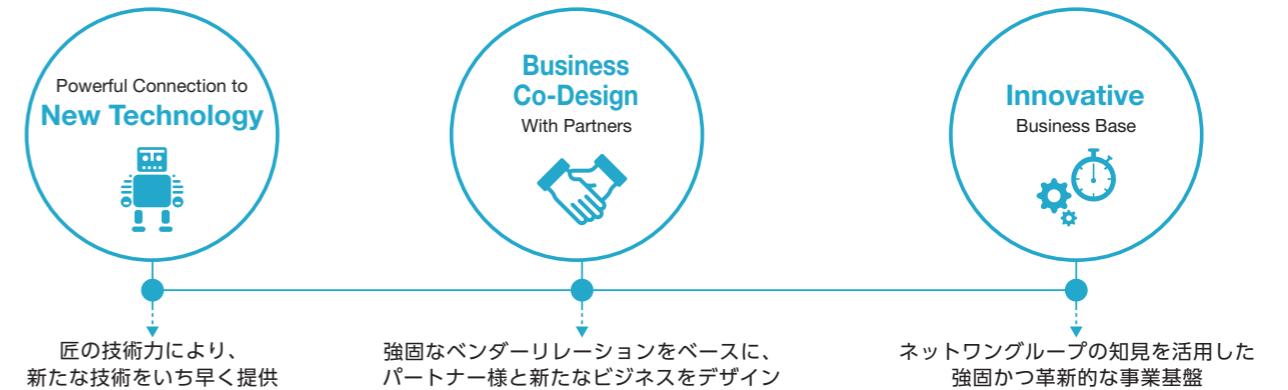 Powerful Connection to
New Technology
Business
Co-Design
With Partners
Innovative
Business Base
匠の技術力により、
新たな技術をいち早く提供
強固なベンダーリレーションをベースに、
パートナー様と新たなビジネスをデザイン
ネットワングループの知見を活用した
強固かつ革新的な事業基盤